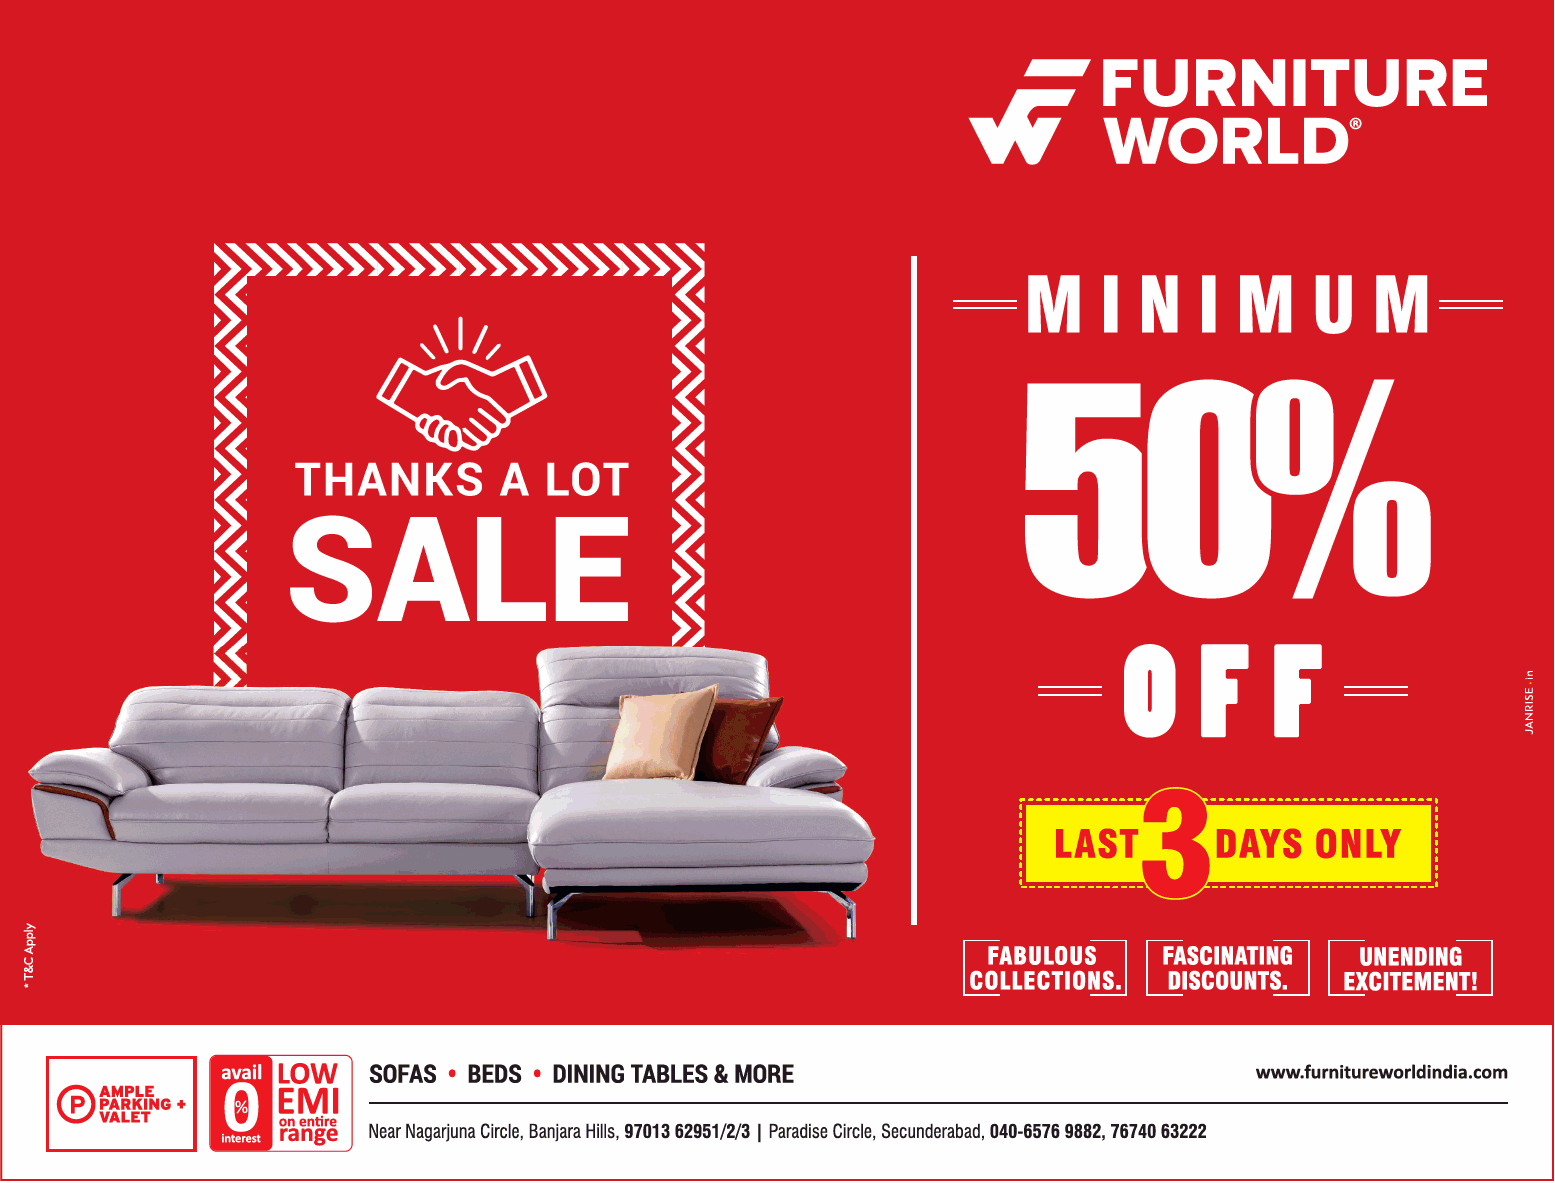 FURNITURE
WORLD®
THANKS A LOT
SALE
MINIMUM
50%
OFF
LAST 3 DAYS ONLY
FABULOUS
COLLECTIONS.
FASCINATING
DISCOUNTS.
UNENDING
EXCITEMENT!
JANRISE - in
* T&C Apply
P AMPLE
PARKING +
VALET
avail
0%
interest
LOW
EMI
on entire
range
SOFAS • BEDS • DINING TABLES & MORE
www.furnitureworldindia.com
Near Nagarjuna Circle, Banjara Hills, 97013 62951/2/3 | Paradise Circle, Secunderabad, 040-6576 9882, 76740 63222